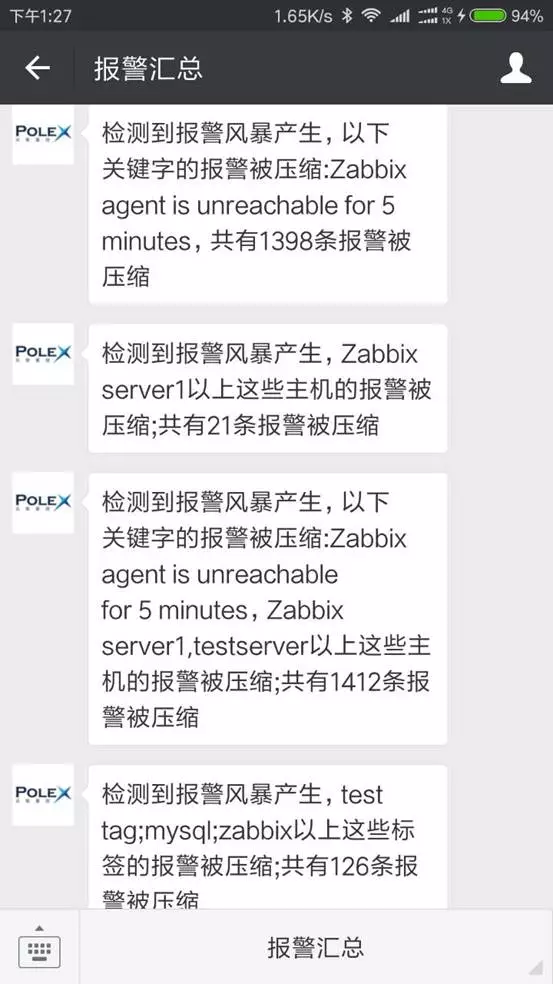 下午1:27
1.65K/s
4G
1X
94%
报警汇总
POLEX
检测到报警风暴产生，以下
关键字的报警被压缩:Zabbix
agent is unreachable for 5
minutes，共有1398条报警被
压缩
POLEX
检测到报警风暴产生，Zabbix
server1以上这些主机的报警被
压缩;共有21条报警被压缩
POLEX
检测到报警风暴产生，以下
关键字的报警被压缩:Zabbix
agent is unreachable
for 5 minutes，Zabbix
server1,testserver以上这些主
机的报警被压缩;共有1412条报
警被压缩
POLEX
检测到报警风暴产生，test
tag;mysql;zabbix以上这些标
签的报警被压缩;共有126条报
警被压缩
报警汇总